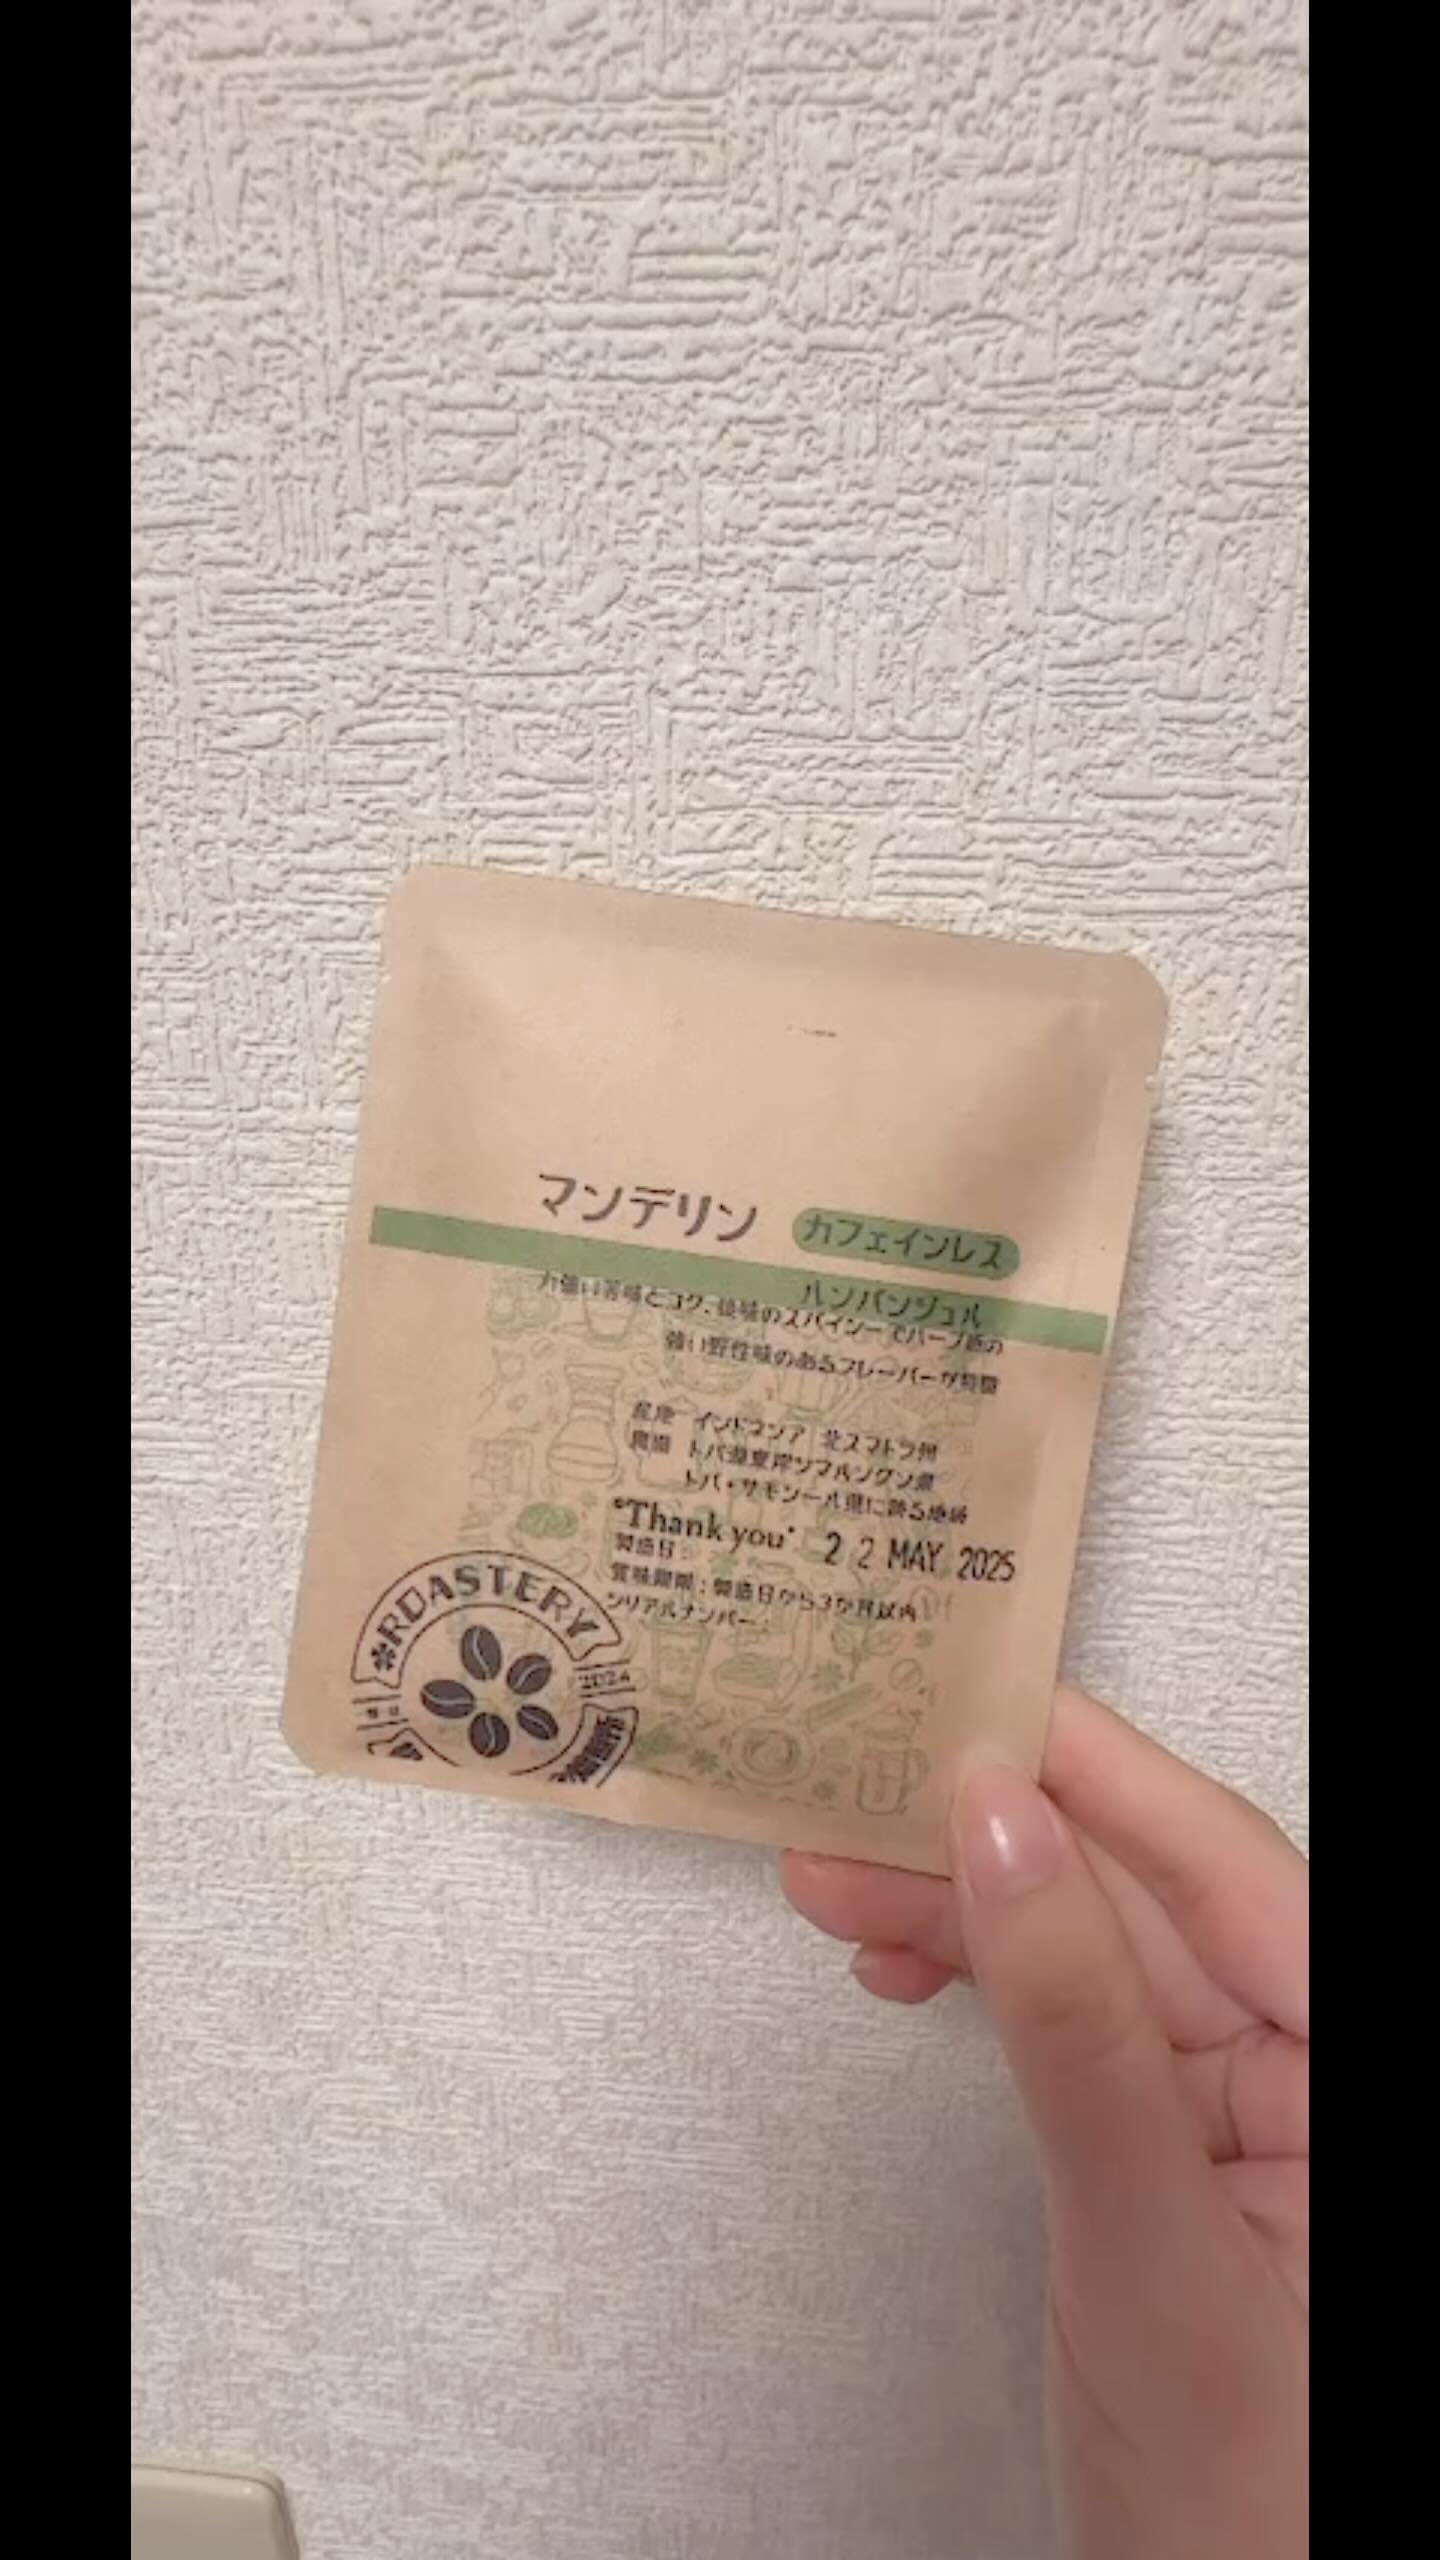 マンデリン カフェインレス
ルンバンジュル
力強い苦味とコク、後味のスパイシーでハーブ感の
強い野性味のあるフレーバーが特徴
産地 インドネシア 北スマトラ州
農園 トバ湖東岸シマルングン県
トバ・サモシール県に跨る地域
"Thank you"
製造日: 22 MAY 2025
賞味期限:製造日から3か月以内
シリアルナンバー:
ROASTERY
2024